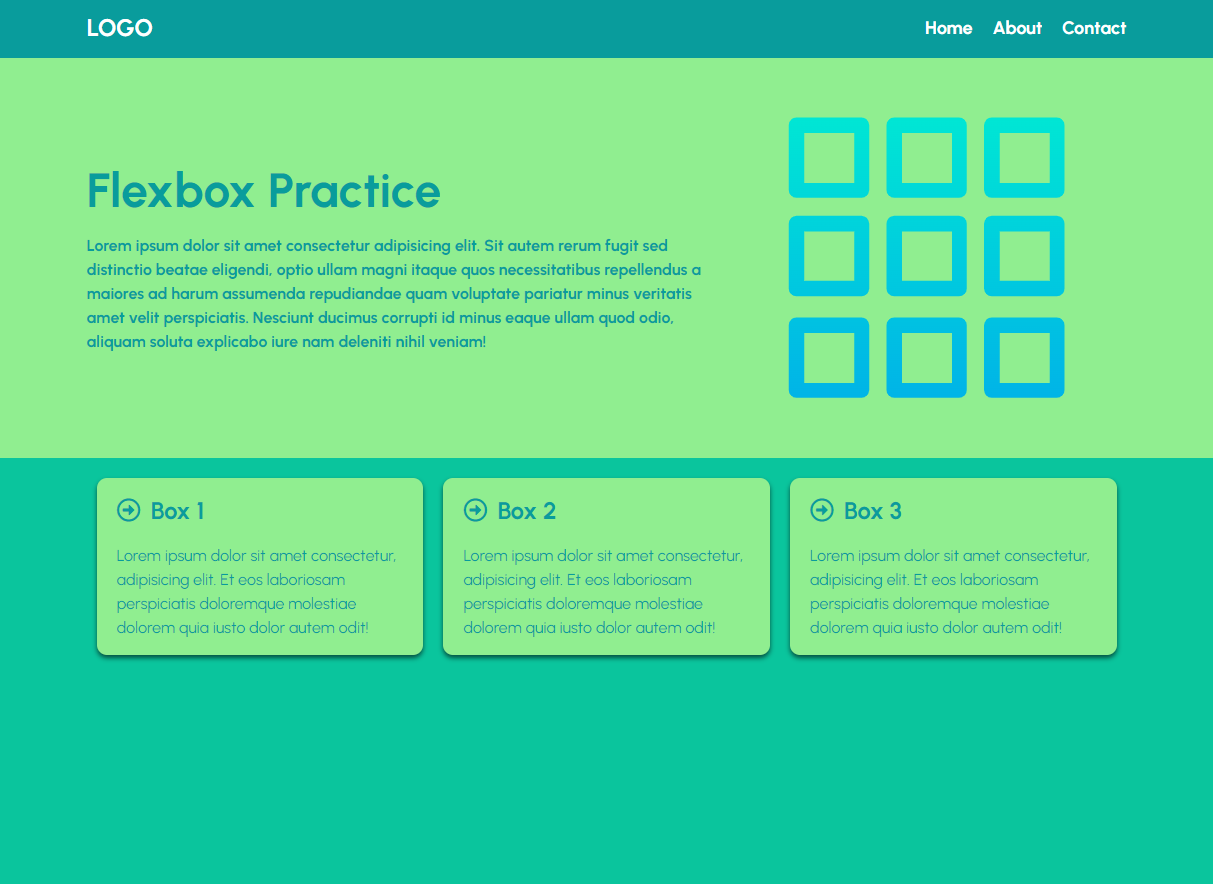 LOGO
Home About Contact
Flexbox Practice
Lorem ipsum dolor sit amet consectetur adipisicing elit. Sit autem rerum fugit sed
distinctio beatae eligendi, optio ullam magni itaque quos necessitatibus repellendus a
maiores ad harum assumenda repudiandae quam voluptate pariatur minus veritatis
amet velit perspiciatis. Nesciunt ducimus corrupti id minus eaque ullam quod odio,
aliquam soluta explicabo iure nam deleniti nihil veniam!
Box 1
Lorem ipsum dolor sit amet consectetur,
adipisicing elit. Et eos laboriosam
perspiciatis doloremque molestiae
dolorem quia iusto dolor autem odit!
Box 2
Lorem ipsum dolor sit amet consectetur,
adipisicing elit. Et eos laboriosam
perspiciatis doloremque molestiae
dolorem quia iusto dolor autem odit!
Box 3
Lorem ipsum dolor sit amet consectetur,
adipisicing elit. Et eos laboriosam
perspiciatis doloremque molestiae
dolorem quia iusto dolor autem odit!